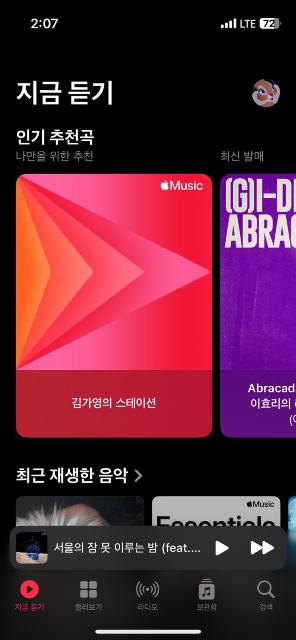 2:07
LTE 72
지금 듣기
인기 추천곡
나만을 위한 추천
최신 발매
Music
(G)I-D
ABRAC
김가영의 스테이션
Abracada
이효리의
최근 재생한 음악
Music
Essentials
서울의 잠 못 이루는 밤 (feat....
지금 듣기
둘러보기
라디오
보관함
검색